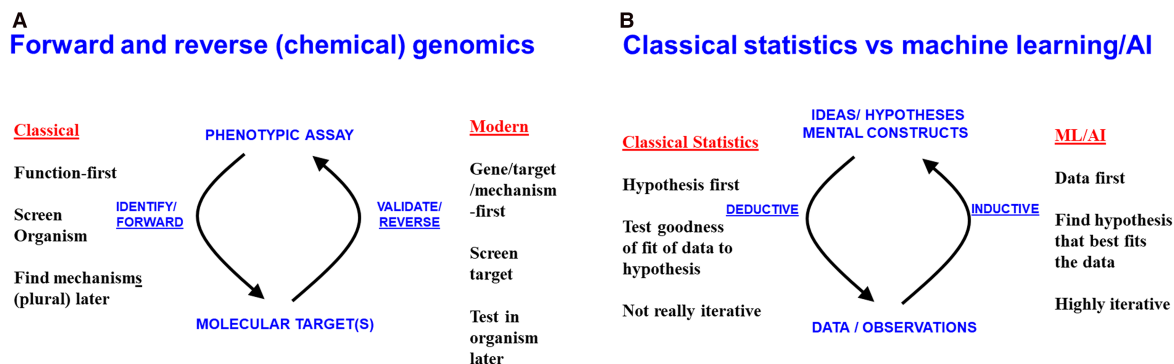 A
Forward and reverse (chemical) genomics
Classical
Function-first
Screen
Organism
Find mechanisms
(plural) later
PHENOTYPIC ASSAY
IDENTIFY/
FORWARD
VALIDATE/
REVERSE
MOLECULAR TARGET(S)
Modern
Gene/target
/mechanism
-first
Screen
target
Test in
organism
later
B
Classical statistics vs machine learning/AI
Classical Statistics
Hypothesis first
Test goodness
of fit of data to
hypothesis
Not really iterative
IDEAS/ HYPOTHESES
MENTAL CONSTRUCTS
DEDUCTIVE
INDUCTIVE
DATA / OBSERVATIONS
ML/AI
Data first
Find hypothesis
that best fits
the data
Highly iterative